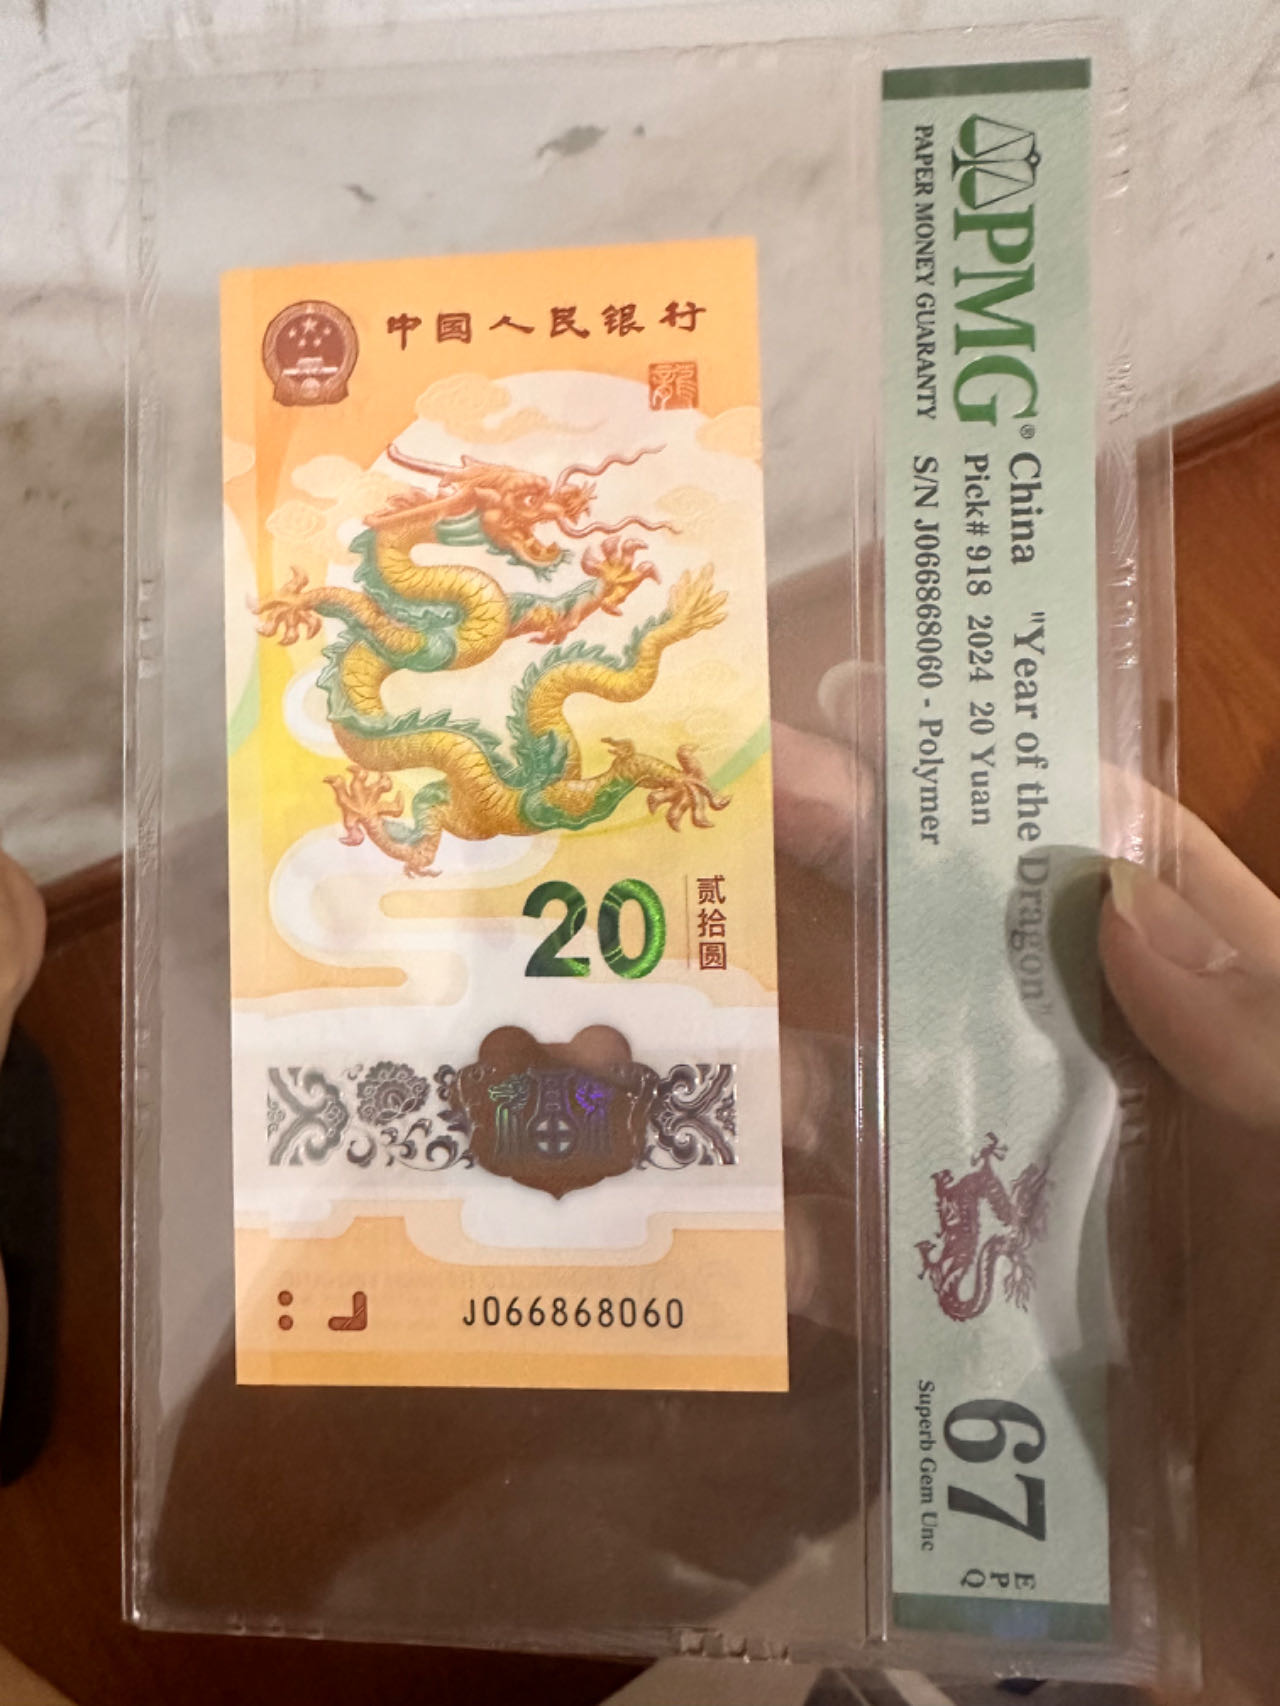 中国人民银行
龍
20
贰拾圆
J066868060
PMG®
PAPER MONEY GUARANTY
China "Year of the Dragon"
Pick# 918 2024 20 Yuan
S/N J066868060 - Polymer
67
EPQ
Superb Gem Unc